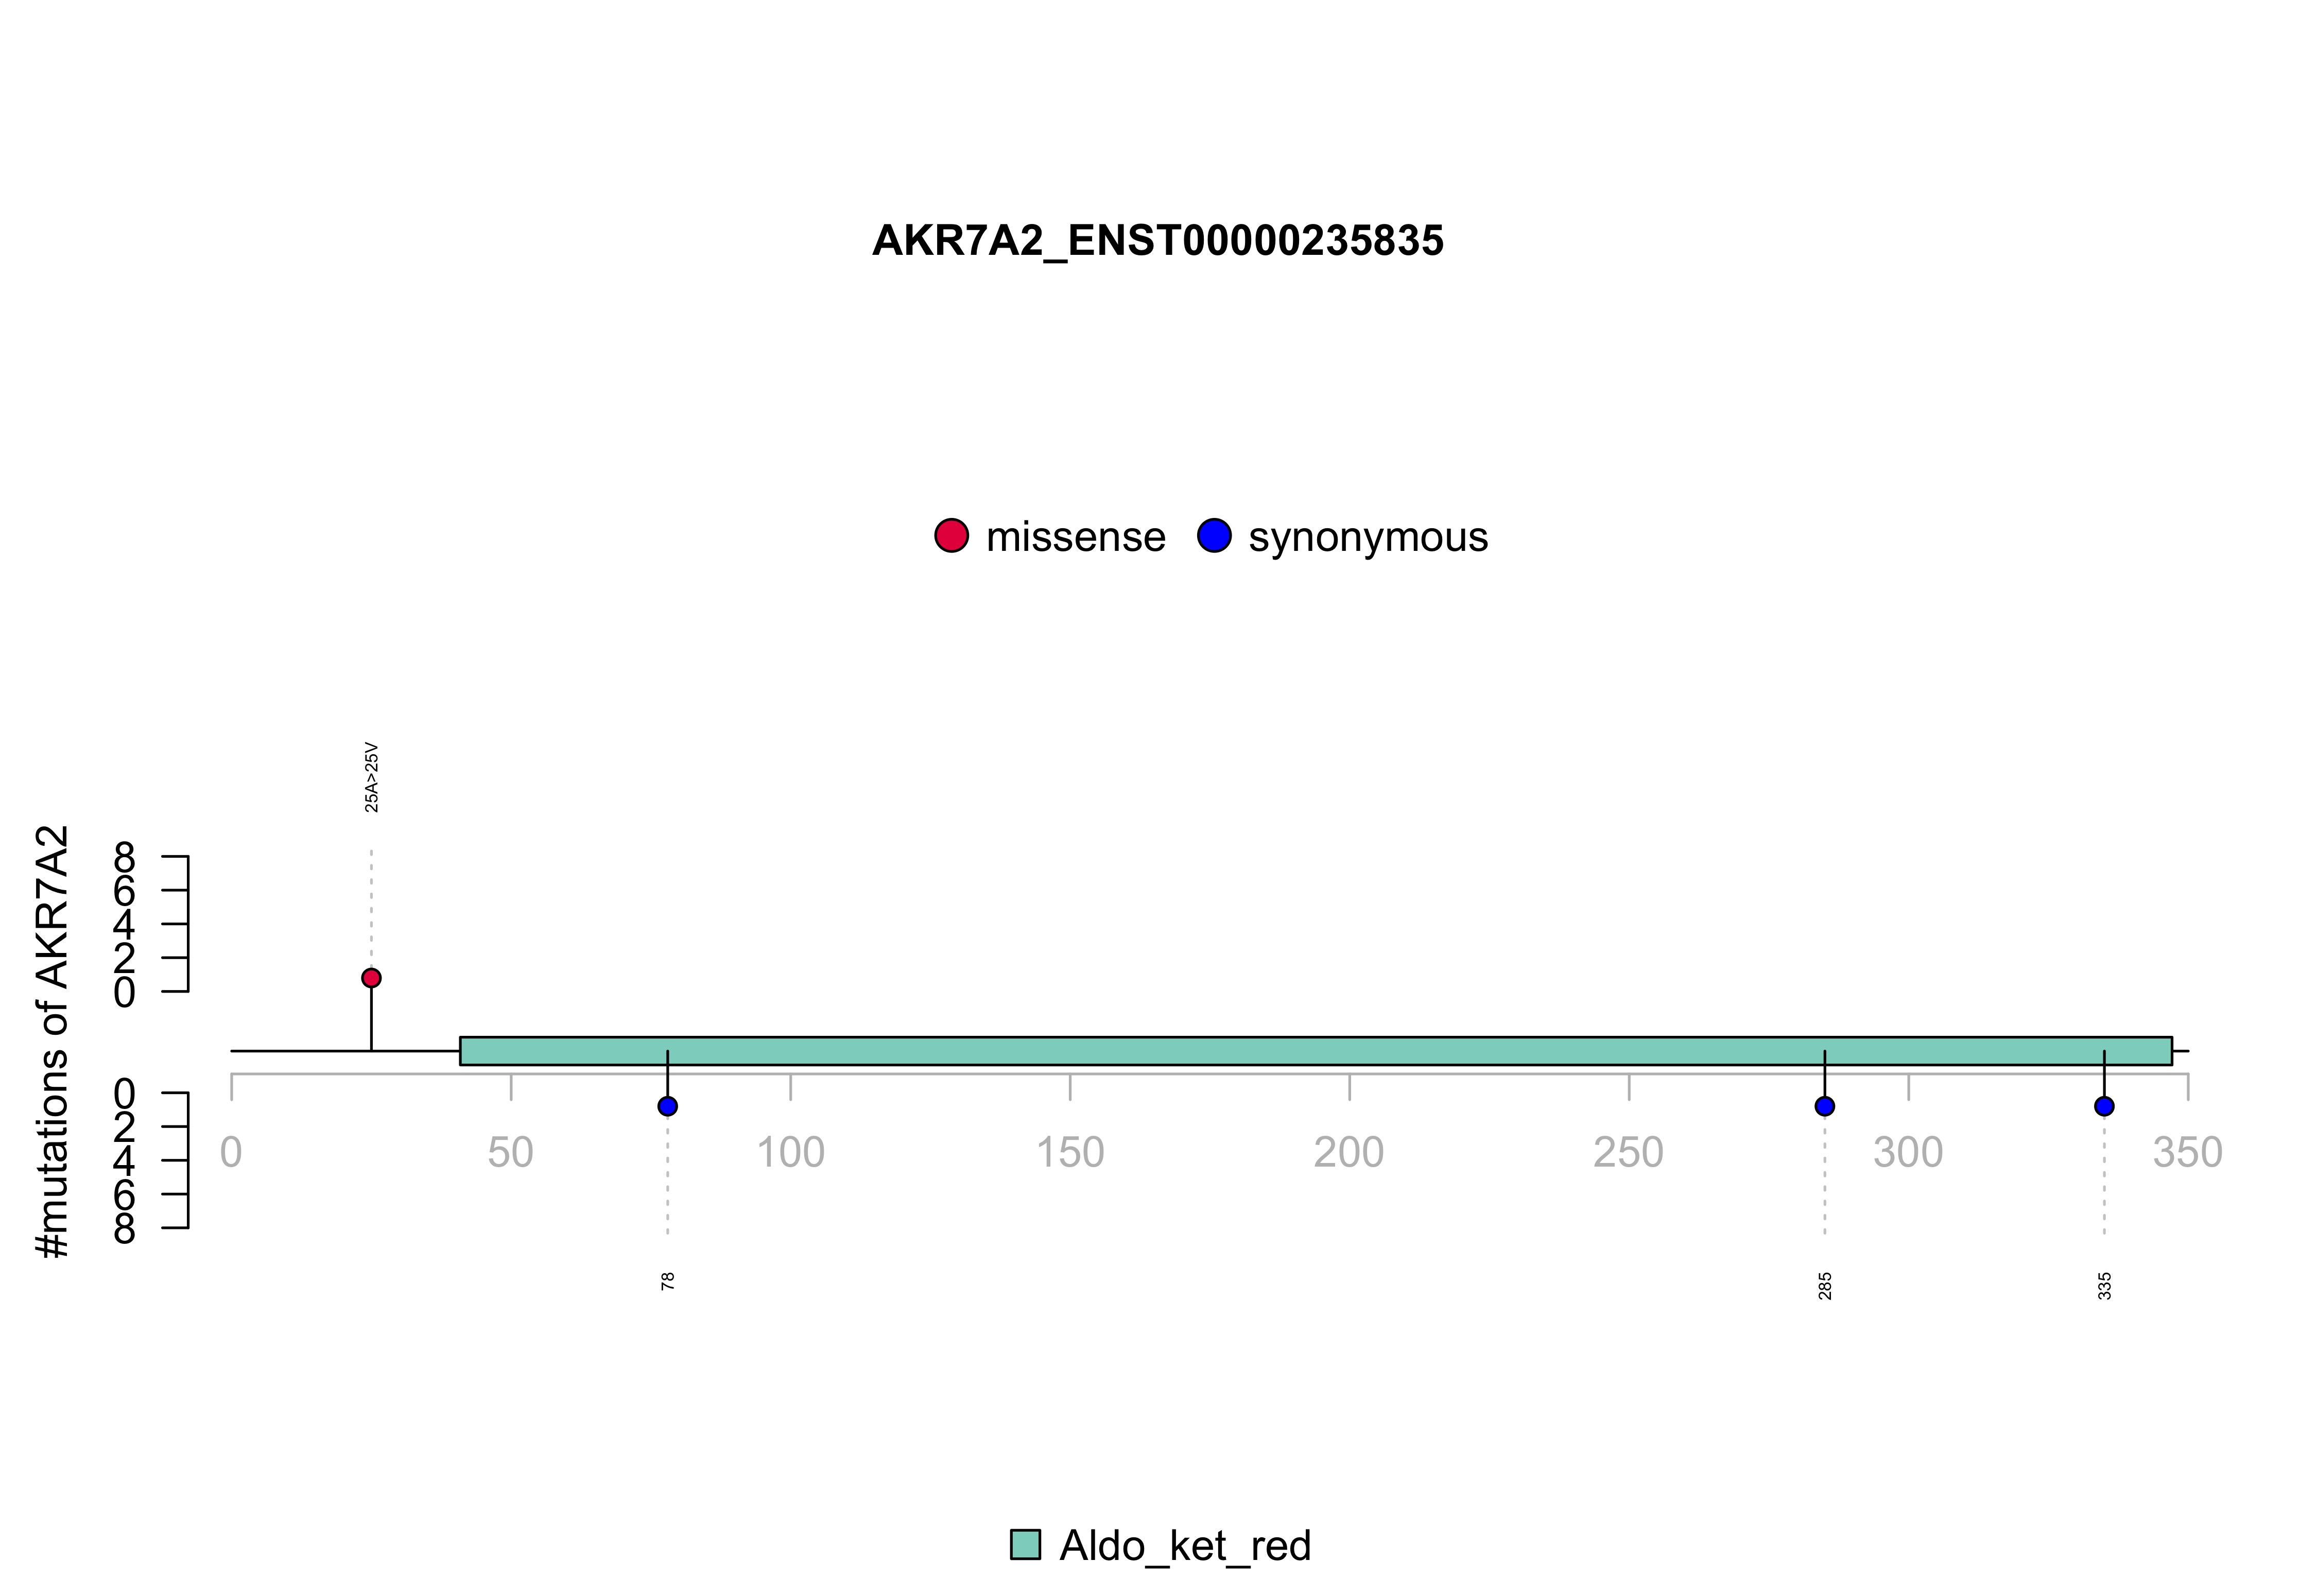 AKR7A2_ENST00000235835
missense synonymous
25A>25V
#mutations of AKR7A2
8
6
4
2
0
0
2
4
6
8
0 50 100 150 200 250 300 350
78 285 335
Aldo_ket_red